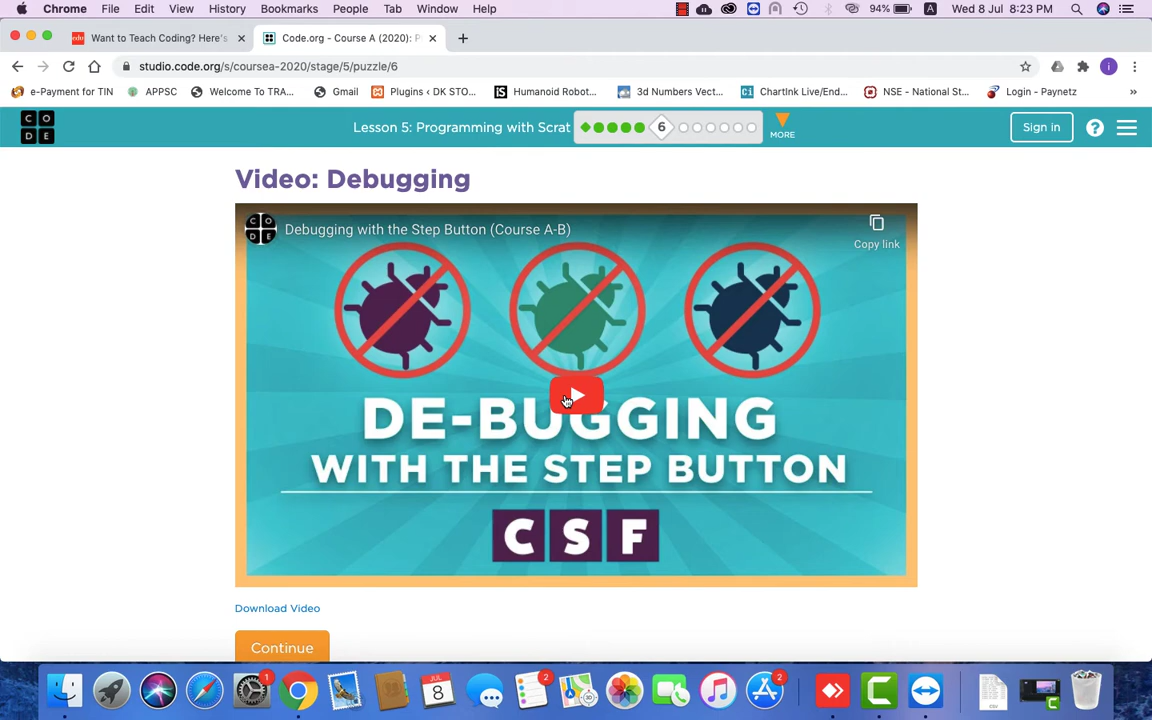 Chrome File Edit View History Bookmarks People Tab Window Help 94% A Wed 8 Jul 8:23 PM
Want to Teach Coding? Here's
Code.org - Course A (2020): P
studio.code.org/s/coursea-2020/stage/5/puzzle/6
e-Payment for TIN APPSC Welcome To TRA... Gmail Plugins ‹ DK STO... Humanoid Robot... 3d Numbers Vect... ChartInk Live/End... NSE - National St... Login - Paynetz »
C O D E Lesson 5: Programming with Scrat 6 MORE Sign in ?
Video: Debugging
C O D E Debugging with the Step Button (Course A-B)
Copy link
DE-BUGGING
WITH THE STEP BUTTON
C S F
Download Video
Continue